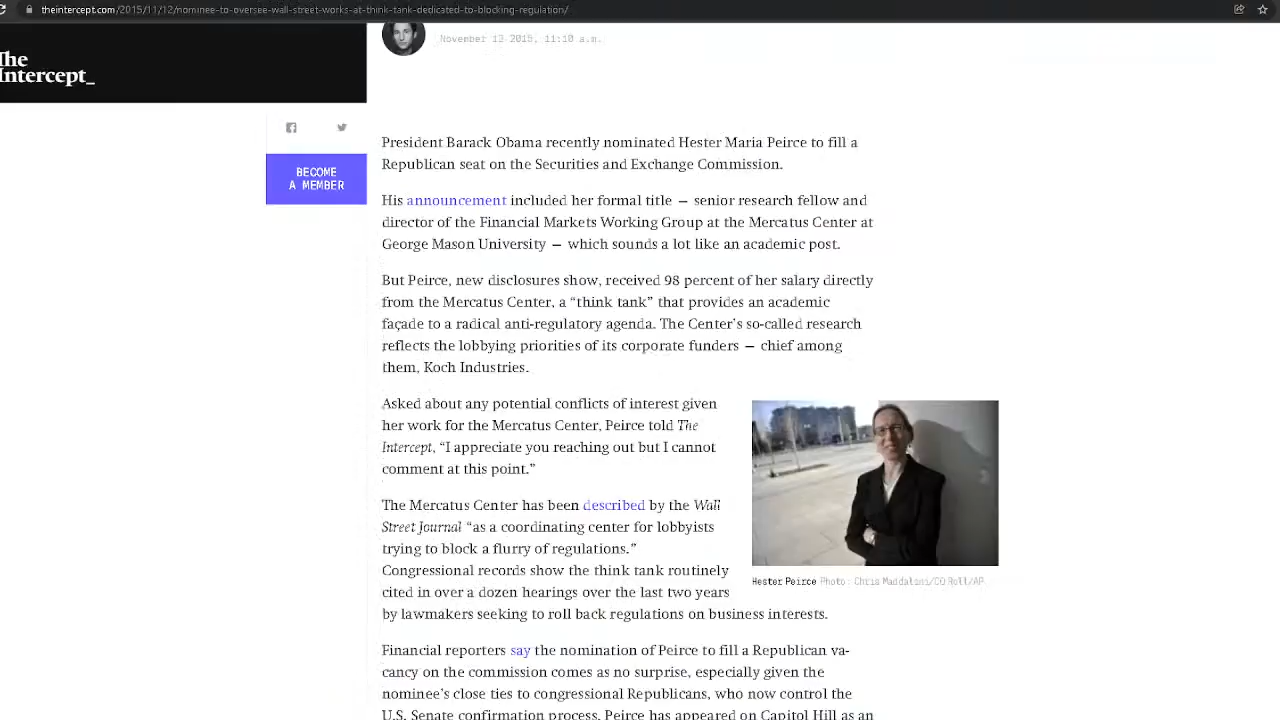 theintercept.com/2015/11/12/nominee-to-oversee-wall-street-works-at-think-tank-dedicated-to-blocking-regulation/
The
Intercept_
November 12 2015, 11:10 a.m.
BECOME
A MEMBER
President Barack Obama recently nominated Hester Maria Peirce to fill a
Republican seat on the Securities and Exchange Commission.
His announcement included her formal title — senior research fellow and
director of the Financial Markets Working Group at the Mercatus Center at
George Mason University — which sounds a lot like an academic post.
But Peirce, new disclosures show, received 98 percent of her salary directly
from the Mercatus Center, a “think tank” that provides an academic
façade to a radical anti-regulatory agenda. The Center’s so-called research
reflects the lobbying priorities of its corporate funders — chief among
them, Koch Industries.
Asked about any potential conflicts of interest given
her work for the Mercatus Center, Peirce told The
Intercept, “I appreciate you reaching out but I cannot
comment at this point.”
The Mercatus Center has been described by the Wall
Street Journal “as a coordinating center for lobbyists
trying to block a flurry of regulations.”
Congressional records show the think tank routinely
cited in over a dozen hearings over the last two years
by lawmakers seeking to roll back regulations on business interests.
Hester Peirce Photo: Chris Maddaloni/CQ Roll/AP
Financial reporters say the nomination of Peirce to fill a Republican va-
cancy on the commission comes as no surprise, especially given the
nominee’s close ties to congressional Republicans, who now control the
U.S. Senate confirmation process. Peirce has appeared on Capitol Hill as an